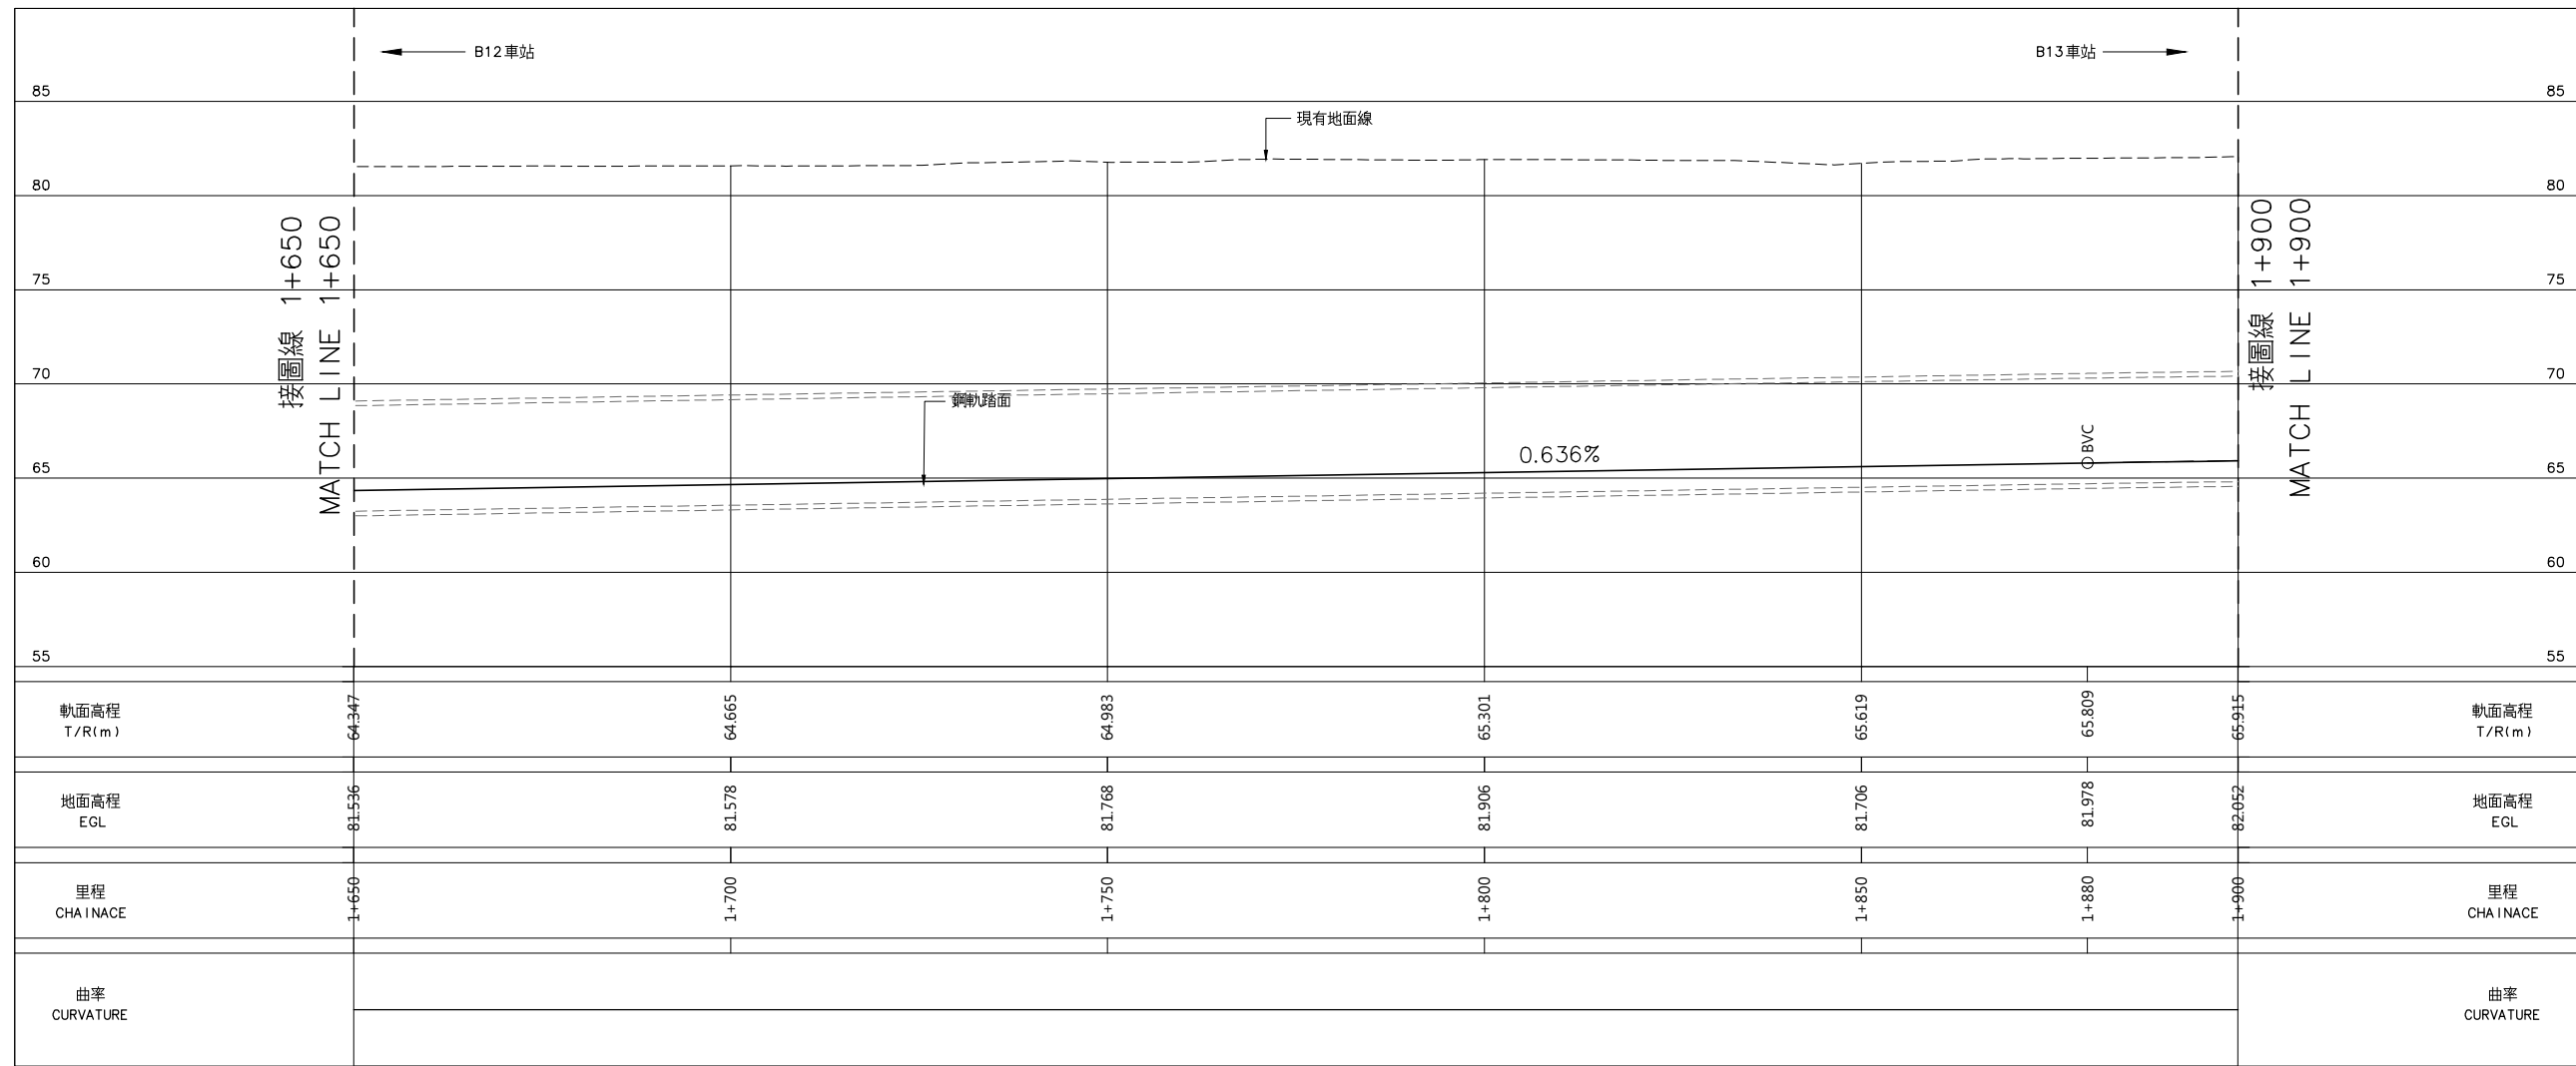 B12車站
B13車站
85
85
現有地面線
80
80
接圖線 1+650
MATCH LINE 1+650
接圖線 1+900
MATCH LINE 1+900
75
75
70
70
鋼軌踏面
0.636%
BVC
65
65
60
60
55
55
軌面高程
T/R(m)
64.347
64.665
64.983
65.301
65.619
65.809
65.915
軌面高程
T/R(m)
地面高程
EGL
81.536
81.578
81.768
81.906
81.706
81.978
82.052
地面高程
EGL
里程
CHAINACE
1+650
1+700
1+750
1+800
1+850
1+880
1+900
里程
CHAINACE
曲率
CURVATURE
曲率
CURVATURE